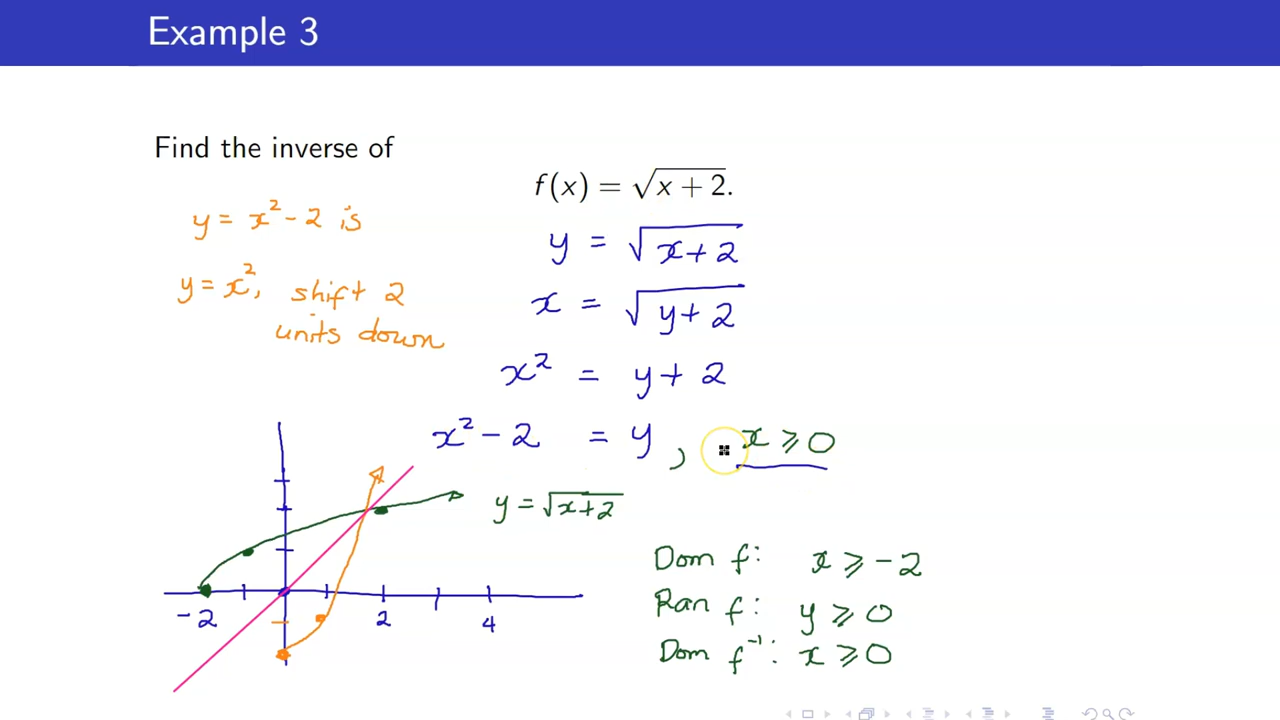 Example 3
Find the inverse of
f(x) = √(x + 2).
y = x² - 2 is
y = x², shift 2
units down
y = √(x+2)
x = √(y+2)
x² = y+ 2
x² - 2 = y, x ⩾ 0
y = √(x+2)
-2 2 4
Dom f: x ⩾ -2
Ran f: y ⩾ 0
Dom f⁻¹: x ⩾ 0